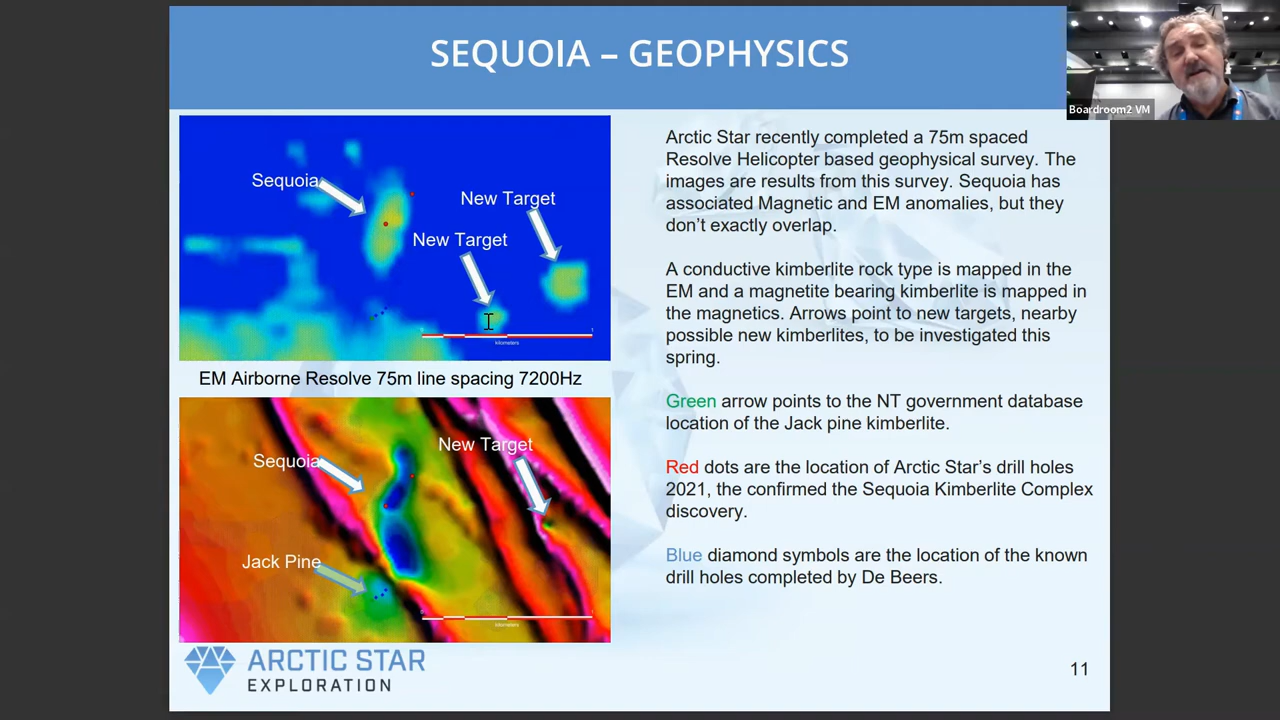 SEQUOIA – GEOPHYSICS
Boardroom2 VM
Sequoia
New Target
New Target
kilometers
EM Airborne Resolve 75m line spacing 7200Hz
Sequoia
New Target
Jack Pine
kilometers
Arctic Star recently completed a 75m spaced
Resolve Helicopter based geophysical survey. The
images are results from this survey. Sequoia has
associated Magnetic and EM anomalies, but they
don’t exactly overlap.
A conductive kimberlite rock type is mapped in the
EM and a magnetite bearing kimberlite is mapped in
the magnetics. Arrows point to new targets, nearby
possible new kimberlites, to be investigated this
spring.
Green arrow points to the NT government database
location of the Jack pine kimberlite.
Red dots are the location of Arctic Star’s drill holes
2021, the confirmed the Sequoia Kimberlite Complex
discovery.
Blue diamond symbols are the location of the known
drill holes completed by De Beers.
ARCTIC STAR
EXPLORATION
11